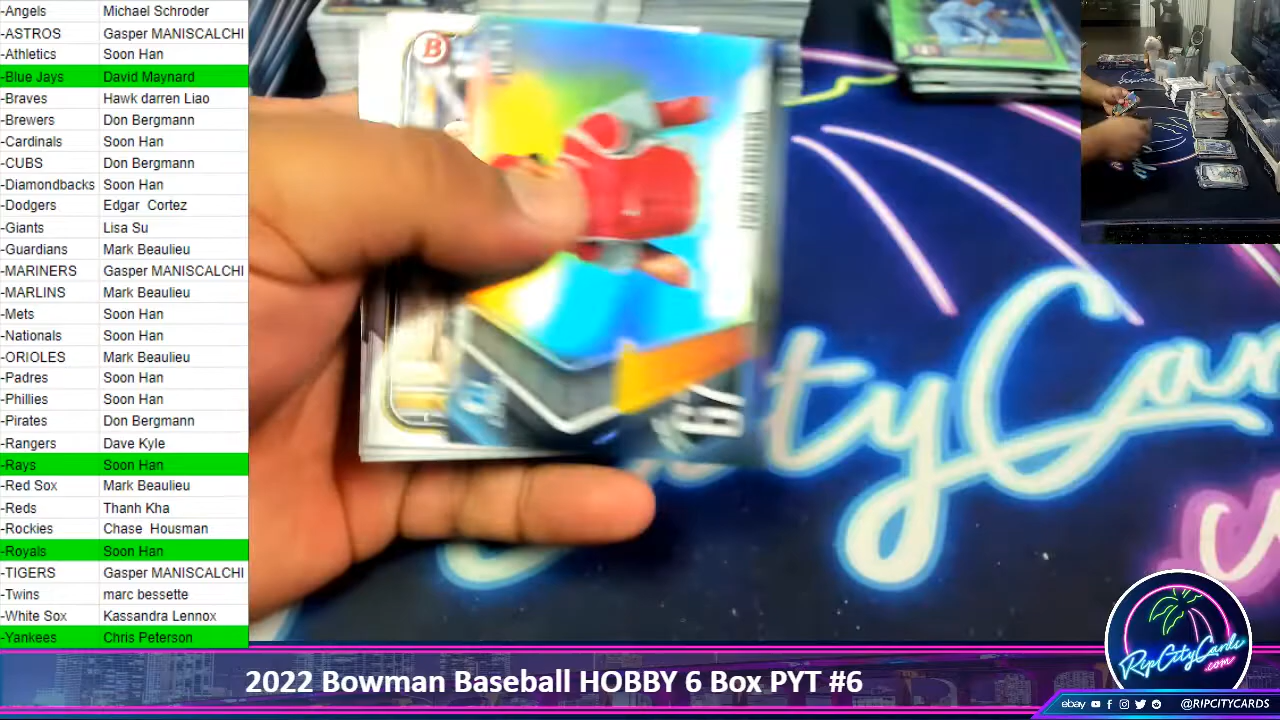 -Angels Michael Schroder
-ASTROS Gasper MANISCALCHI
-Athletics Soon Han
-Blue Jays David Maynard
-Braves Hawk darren Liao
-Brewers Don Bergmann
-Cardinals Soon Han
-CUBS Don Bergmann
-Diamondbacks Soon Han
-Dodgers Edgar Cortez
-Giants Lisa Su
-Guardians Mark Beaulieu
-MARINERS Gasper MANISCALCHI
-MARLINS Mark Beaulieu
-Mets Soon Han
-Nationals Soon Han
-ORIOLES Mark Beaulieu
-Padres Soon Han
-Phillies Soon Han
-Pirates Don Bergmann
-Rangers Dave Kyle
-Rays Soon Han
-Red Sox Mark Beaulieu
-Reds Thanh Kha
-Rockies Chase Housman
-Royals Soon Han
-TIGERS Gasper MANISCALCHI
-Twins marc bessette
-White Sox Kassandra Lennox
-Yankees Chris Peterson
B
tyCar
2022 Bowman Baseball HOBBY 6 Box PYT #6
RipCityCards
.com
ebay @RIPCITYCARDS